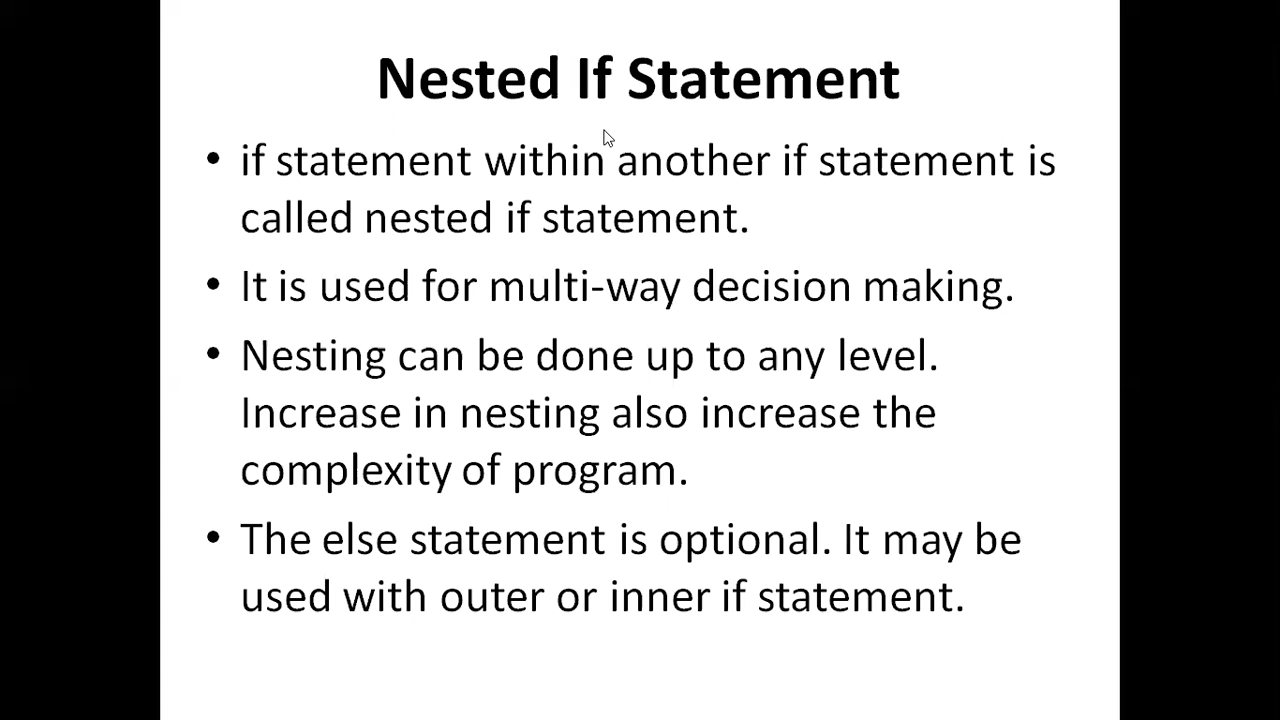 Nested If Statement
• if statement within another if statement is
called nested if statement.
• It is used for multi-way decision making.
• Nesting can be done up to any level.
Increase in nesting also increase the
complexity of program.
• The else statement is optional. It may be
used with outer or inner if statement.